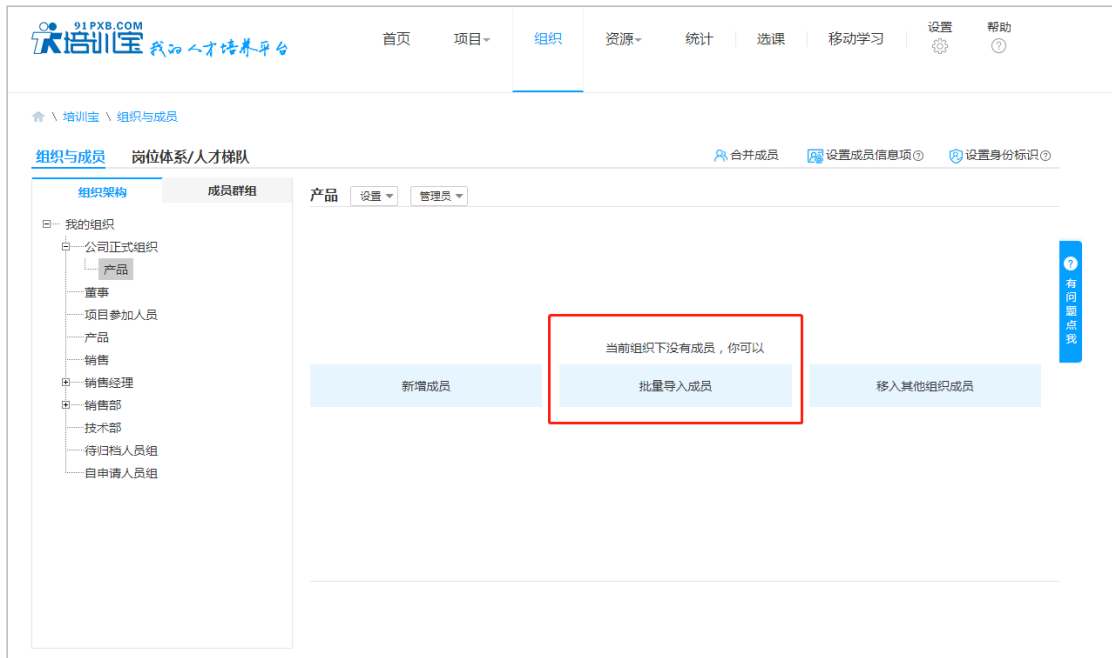 91PXB.COM
培训宝 我的人才培养平台
首页 项目 组织 资源 统计 选课 移动学习 设置 帮助
\ 培训宝 \ 组织与成员
组织与成员 岗位体系/人才梯队 合并成员 设置成员信息项 设置身份标识
组织架构 成员群组
产品 设置 管理员
我的组织
公司正式组织
产品
董事
项目参加人员
产品
销售
销售经理
销售部
技术部
待归档人员组
自申请人员组
当前组织下没有成员，你可以
新增成员 批量导入成员 移入其他组织成员
有问题点我